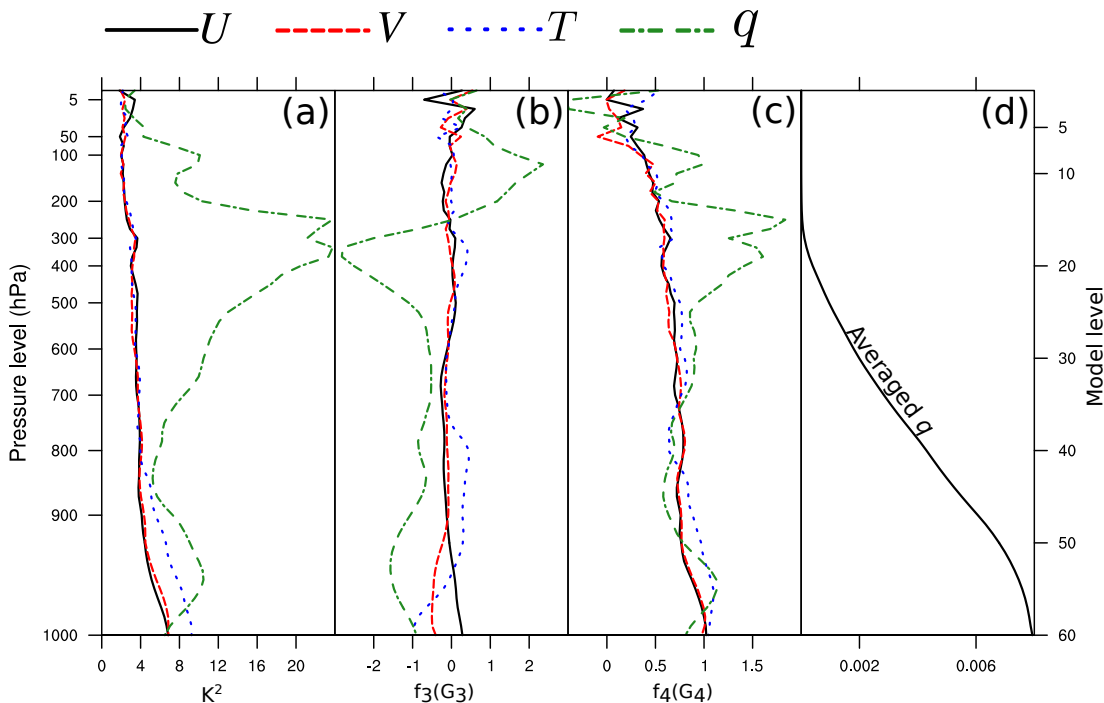 U V T q
(a) (b) (c) (d)
Pressure level (hPa)
5
50
100
200
300
400
500
600
700
800
900
1000
Averaged q
5
10
20
30
40
50
60
Model level
0 4 8 12 16 20 -2 -1 0 1 2 0 0.5 1 1.5 0.002 0.006
K²
f₃(G₃)
f₄(G₄)